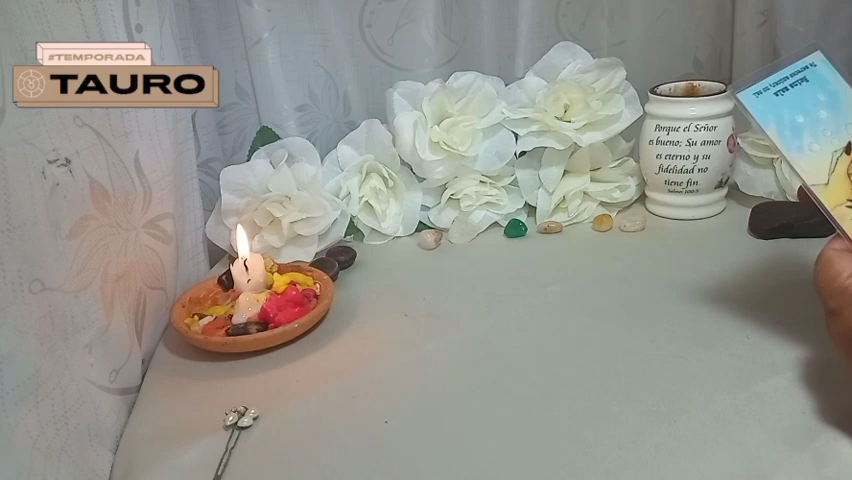 #TEMPORADA
TAURO
Porque el Señor
es bueno; Su amor
es eterno y su
fidelidad no
tiene fin.